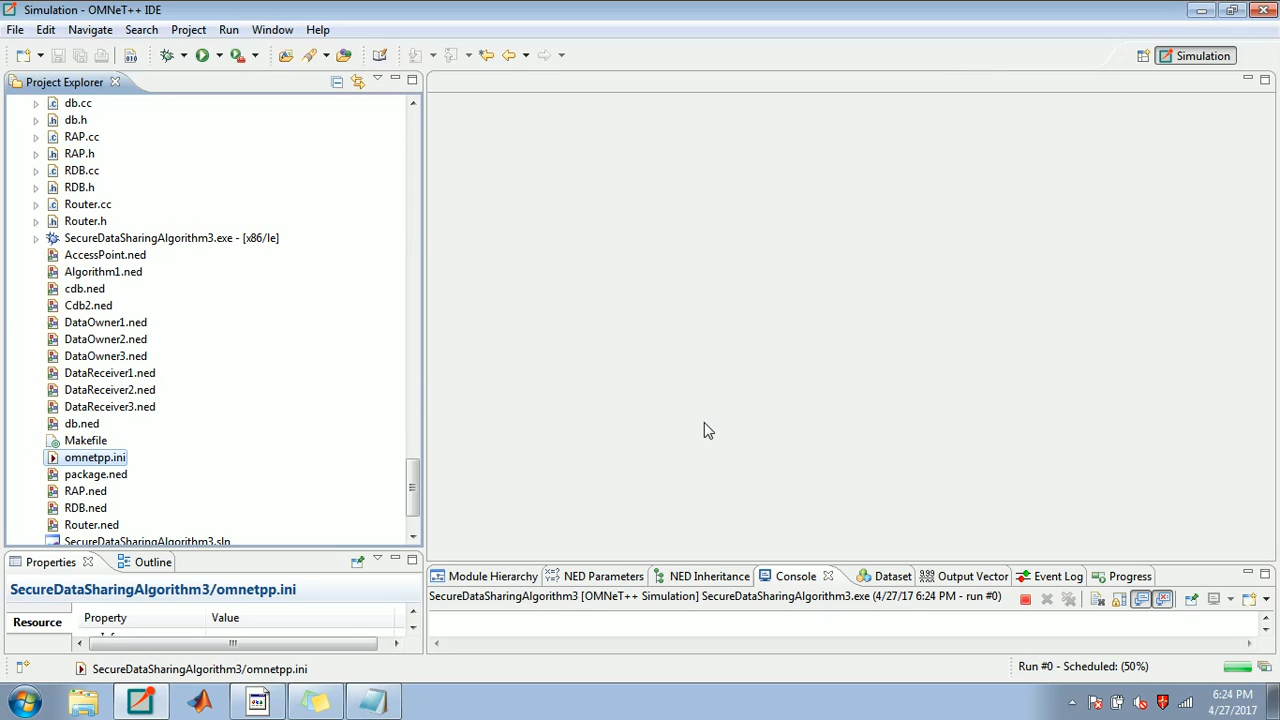 Simulation - OMNeT++ IDE
File Edit Navigate Search Project Run Window Help
Simulation
Project Explorer
db.cc
db.h
RAP.cc
RAP.h
RDB.cc
RDB.h
Router.cc
Router.h
SecureDataSharingAlgorithm3.exe - [x86/le]
AccessPoint.ned
Algorithm1.ned
cdb.ned
Cdb2.ned
DataOwner1.ned
DataOwner2.ned
DataOwner3.ned
DataReceiver1.ned
DataReceiver2.ned
DataReceiver3.ned
db.ned
Makefile
omnetpp.ini
package.ned
RAP.ned
RDB.ned
Router.ned
SecureDataSharingAlgorithm3.sln
Properties Outline
SecureDataSharingAlgorithm3/omnetpp.ini
Resource Property Value
Module Hierarchy NED Parameters NED Inheritance Console Dataset Output Vector Event Log Progress
SecureDataSharingAlgorithm3 [OMNeT++ Simulation] SecureDataSharingAlgorithm3.exe (4/27/17 6:24 PM - run #0)
SecureDataSharingAlgorithm3/omnetpp.ini
Run #0 - Scheduled: (50%)
6:24 PM
4/27/2017